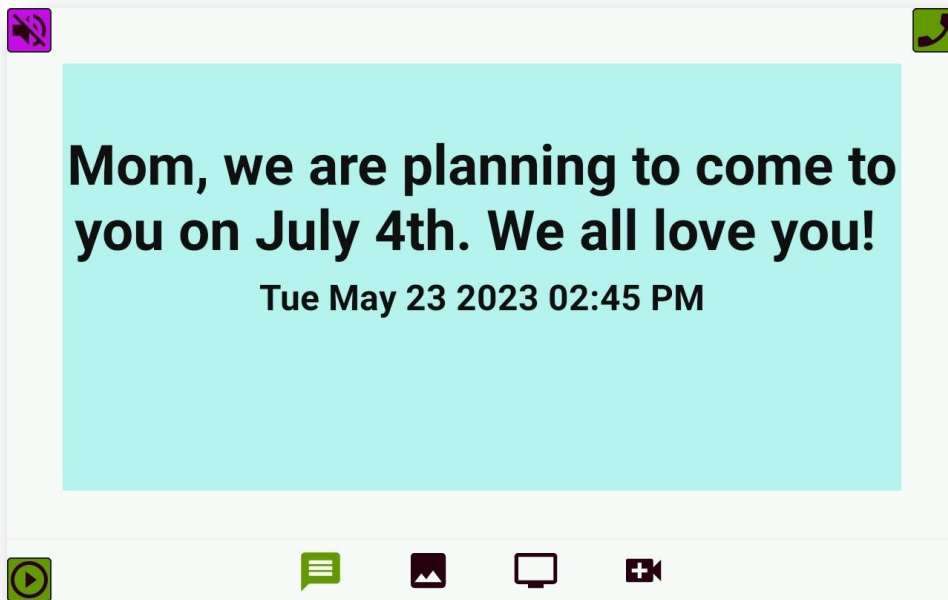 Mom, we are planning to come to
you on July 4th. We all love you!
Tue May 23 2023 02:45 PM